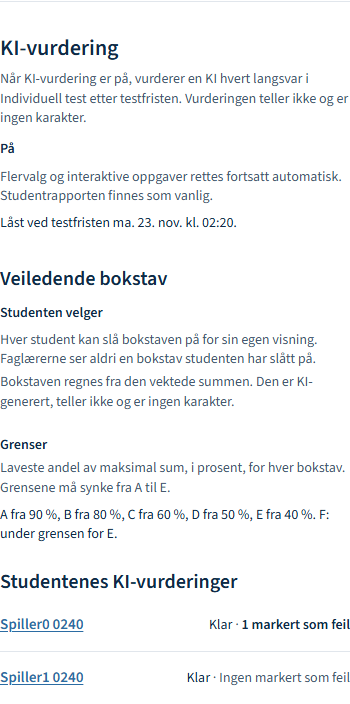 KI-vurdering
Når KI-vurdering er på, vurderer en KI hvert langsvar i
Individuell test etter testfristen. Vurderingen teller ikke og er
ingen karakter.
På
Flervalg og interaktive oppgaver rettes fortsatt automatisk.
Studentrapporten finnes som vanlig.
Låst ved testfristen ma. 23. nov. kl. 02:20.
Veiledende bokstav
Studenten velger
Hver student kan slå bokstaven på for sin egen visning.
Faglærerne ser aldri en bokstav studenten har slått på.
Bokstaven regnes fra den vektede summen. Den er KI-
generert, teller ikke og er ingen karakter.
Grenser
Laveste andel av maksimal sum, i prosent, for hver bokstav.
Grensene må synke fra A til E.
A fra 90 %, B fra 80 %, C fra 60 %, D fra 50 %, E fra 40 %. F:
under grensen for E.
Studentenes KI-vurderinger
Spiller0 0240 Klar · 1 markert som feil
Spiller1 0240 Klar · Ingen markert som feil